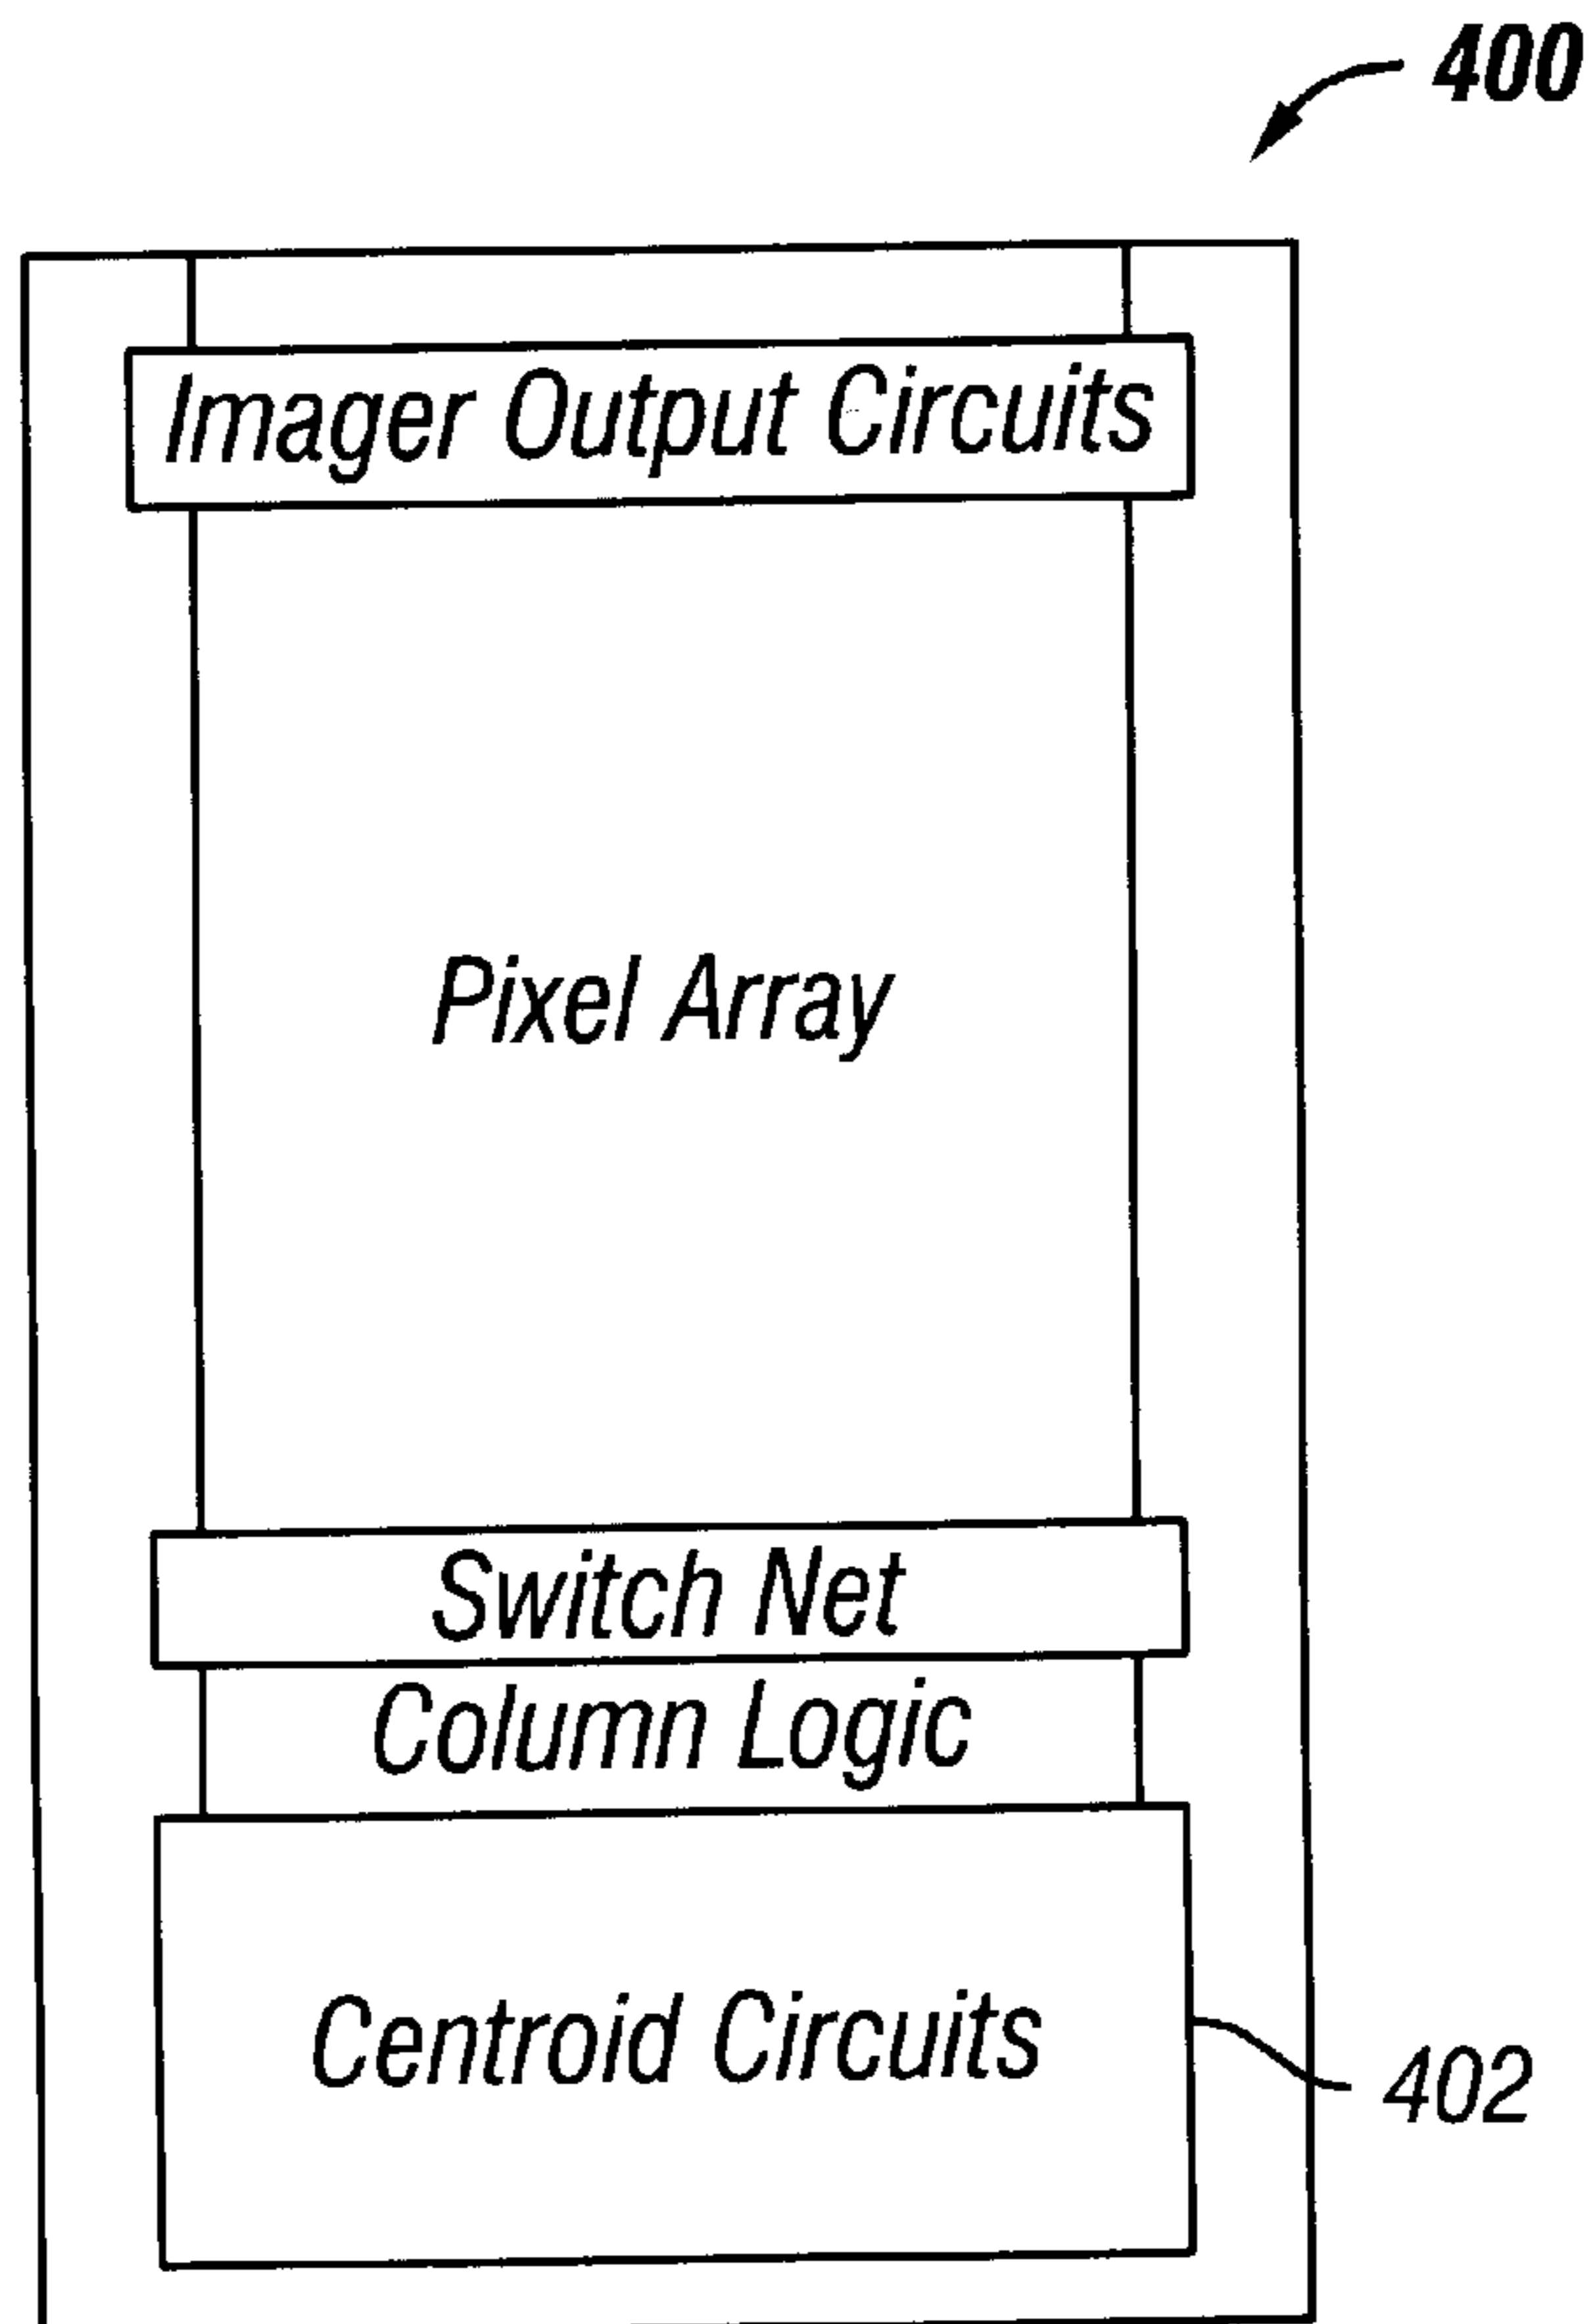 400
Imager Output Circuits
Pixel Array
Switch Net
Column Logic
Centroid Circuits
402